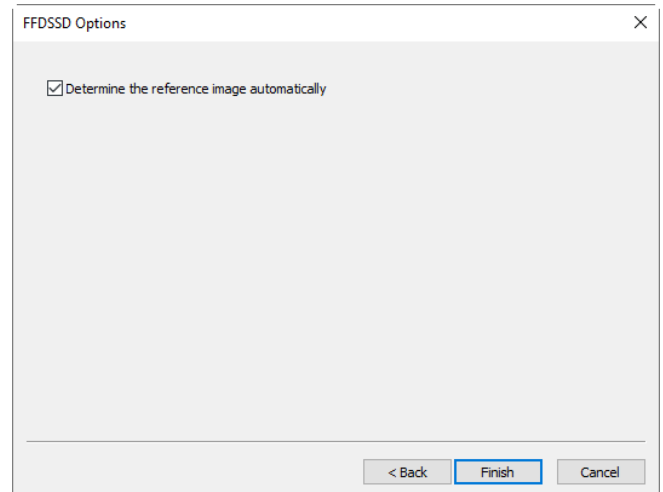 FFDSSD Options
Determine the reference image automatically
< Back Finish Cancel